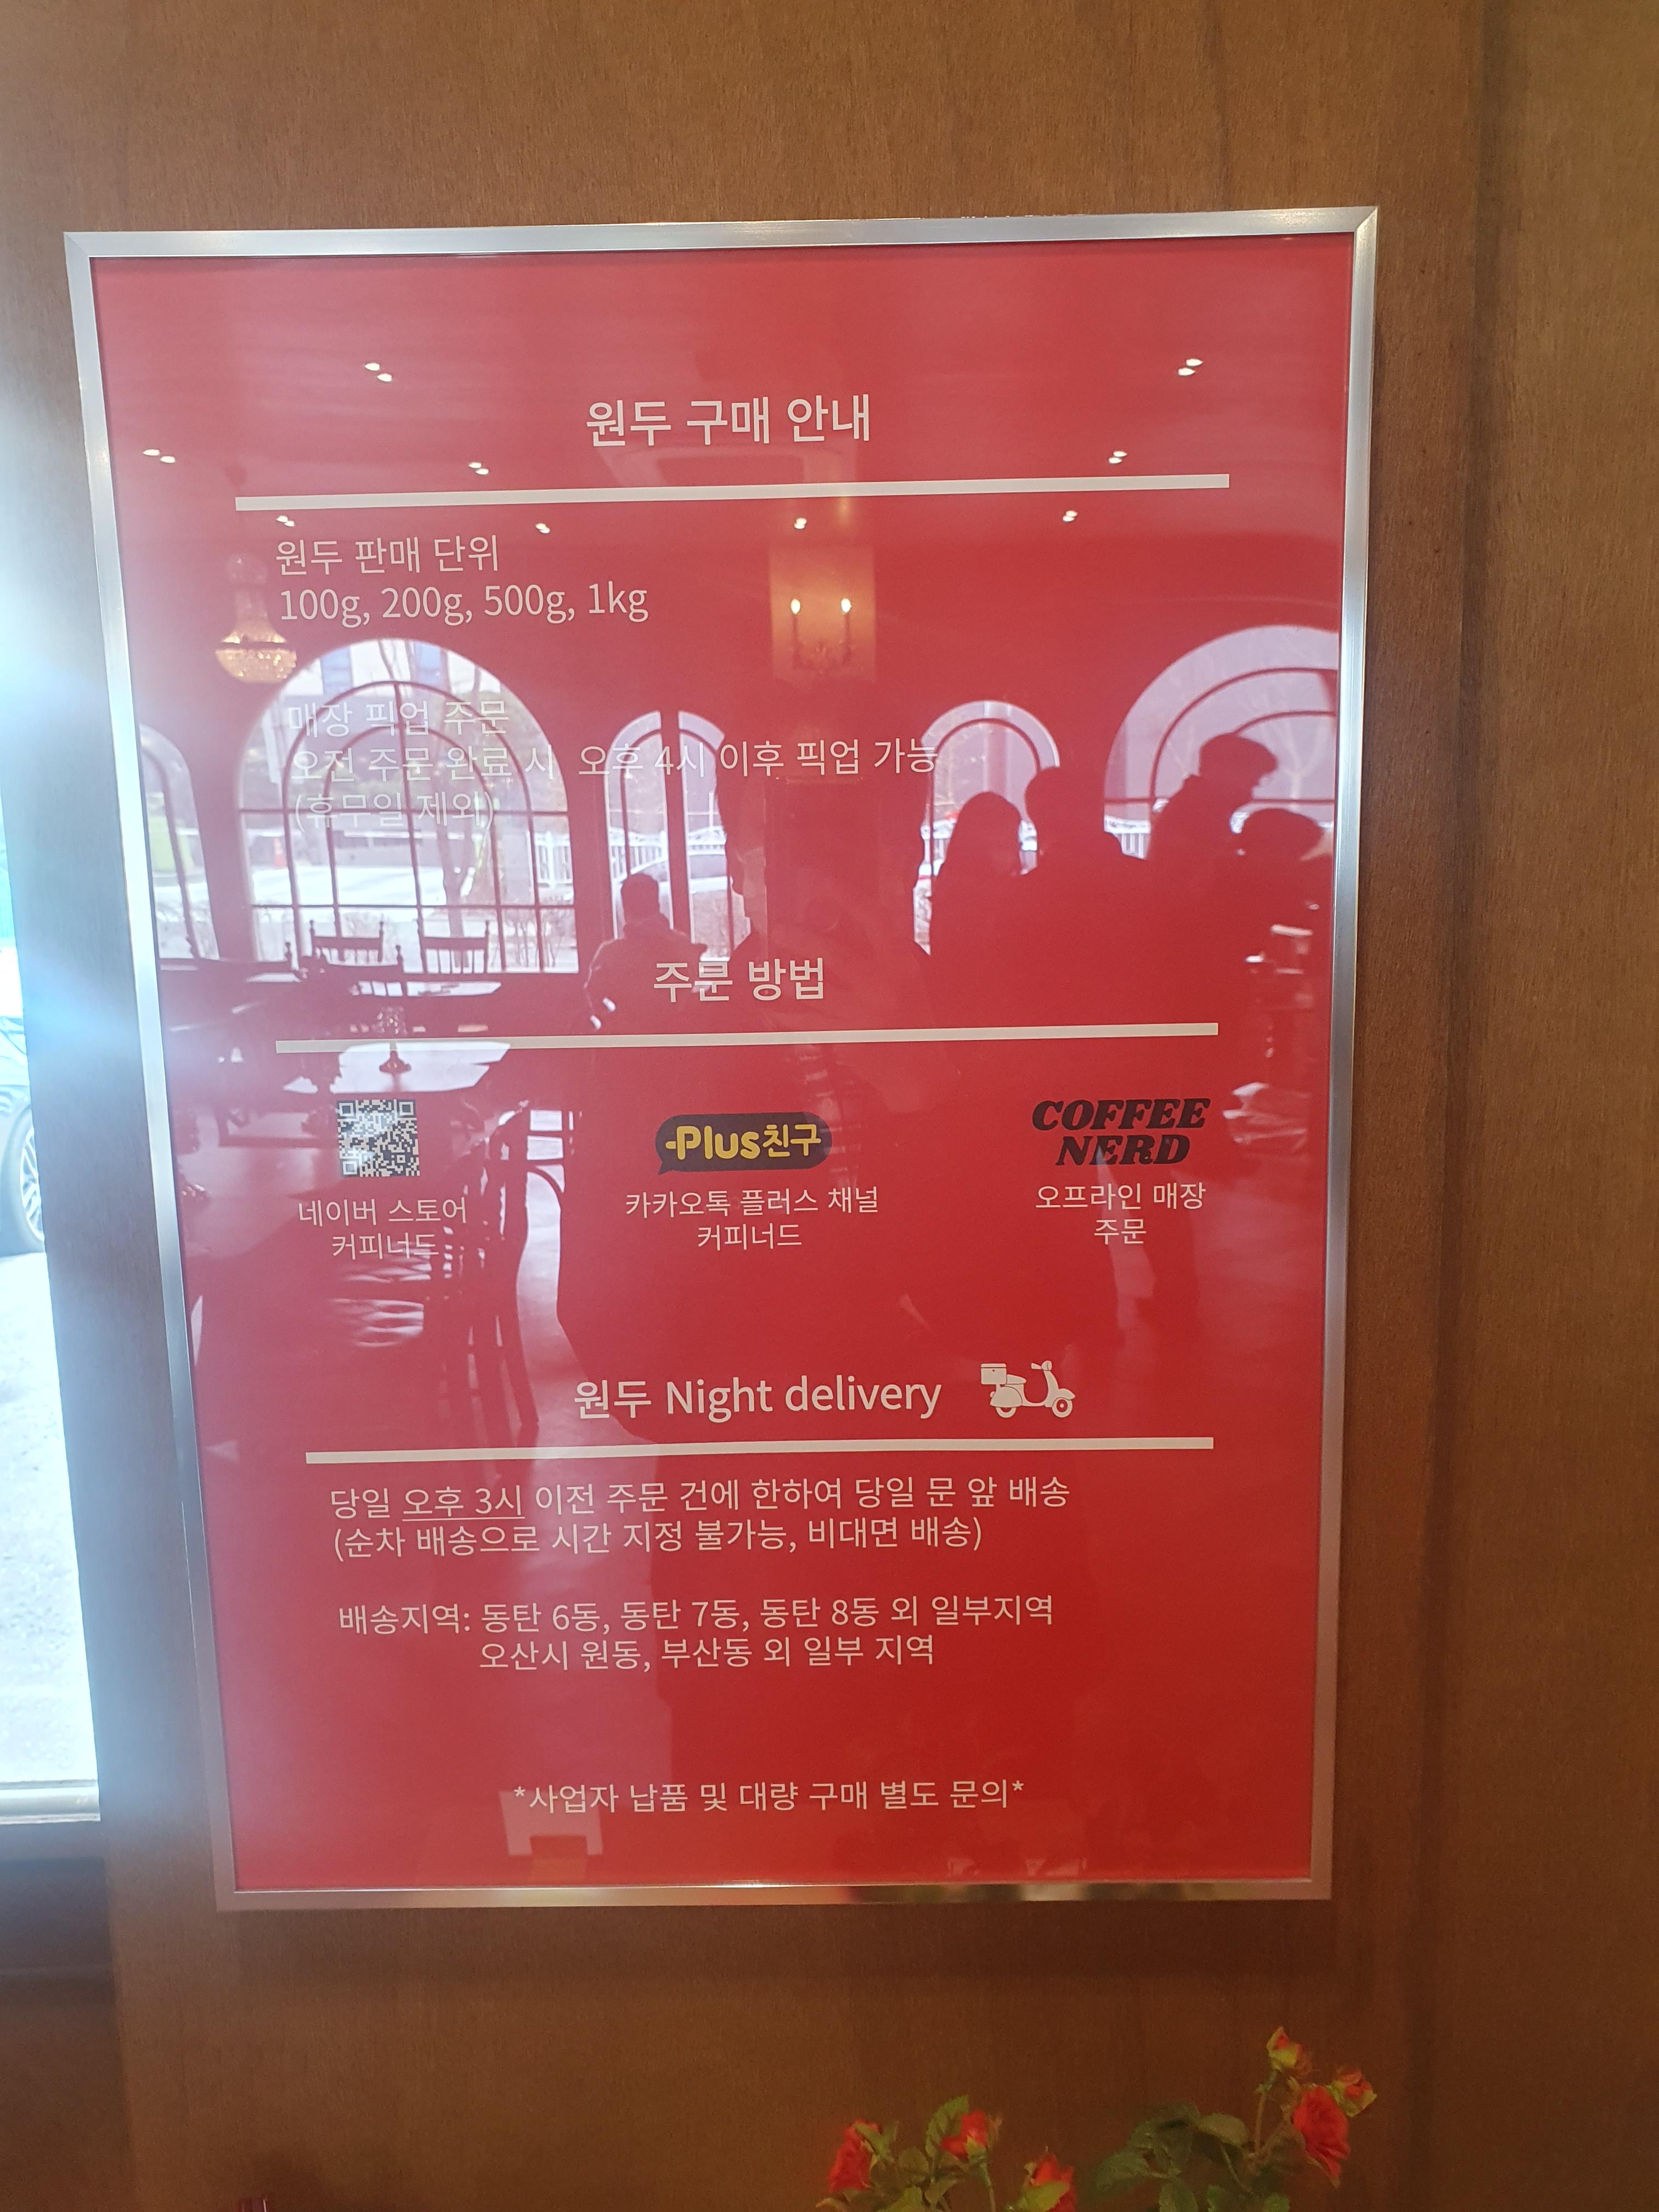 원두 구매 안내
원두 판매 단위
100g, 200g, 500g, 1kg
매장 픽업 주문
오전 주문 완료 시 오후 4시 이후 픽업 가능
(휴무일 제외)
주문 방법
Plus친구
COFFEE
NERD
네이버 스토어
커피너드
카카오톡 플러스 채널
커피너드
오프라인 매장
주문
원두 Night delivery
당일 오후 3시 이전 주문 건에 한하여 당일 문 앞 배송
(순차 배송으로 시간 지정 불가능, 비대면 배송)
배송지역: 동탄 6동, 동탄 7동, 동탄 8동 외 일부지역
오산시 원동, 부산동 외 일부 지역
*사업자 납품 및 대량 구매 별도 문의*